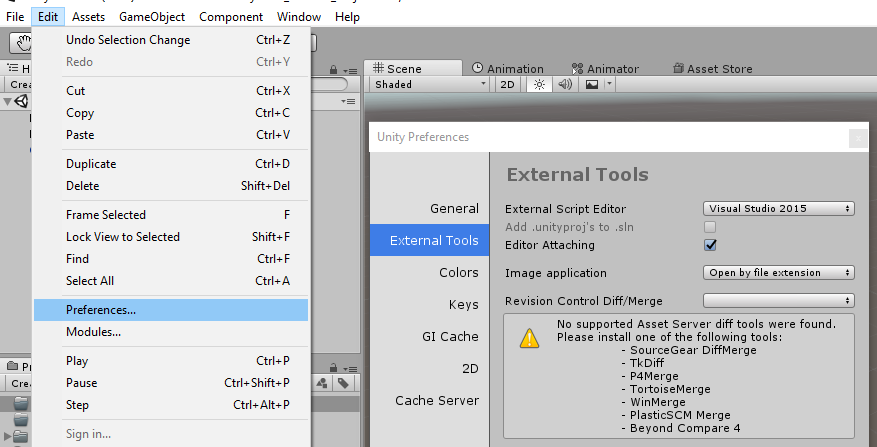 File Edit Assets GameObject Component Window Help
Undo Selection Change Ctrl+Z
Redo Ctrl+Y
Cut Ctrl+X
Copy Ctrl+C
Paste Ctrl+V
Duplicate Ctrl+D
Delete Shift+Del
Frame Selected F
Lock View to Selected Shift+F
Find Ctrl+F
Select All Ctrl+A
Preferences...
Modules...
Play Ctrl+P
Pause Ctrl+Shift+P
Step Ctrl+Alt+P
Sign in...
Scene Animation Animator Asset Store
Shaded 2D
Unity Preferences
General
External Tools
Colors
Keys
GI Cache
2D
Cache Server
External Tools
External Script Editor Visual Studio 2015
Add .unityproj's to .sln
Editor Attaching
Image application Open by file extension
Revision Control Diff/Merge
No supported Asset Server diff tools were found.
Please install one of the following tools:
- SourceGear DiffMerge
- TkDiff
- P4Merge
- TortoiseMerge
- WinMerge
- PlasticSCM Merge
- Beyond Compare 4